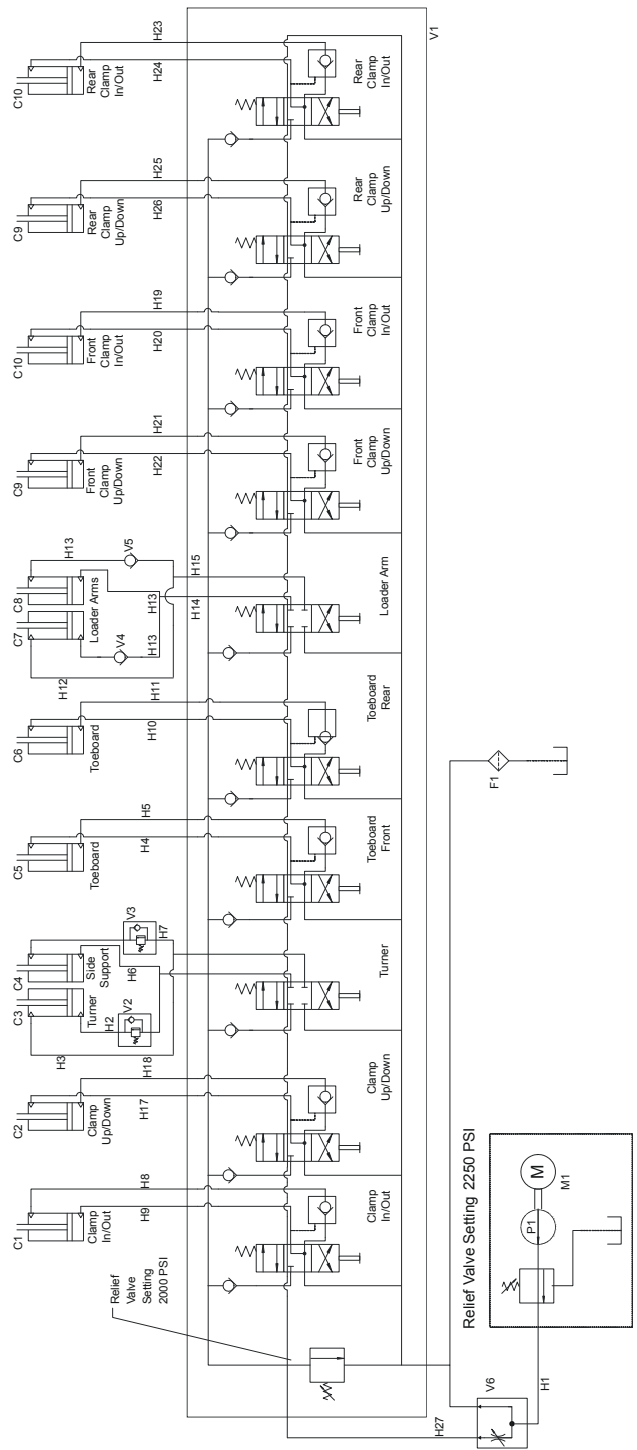 C10
Rear
Clamp
In/Out
H23
H24
C9
Rear
Clamp
Up/Down
H25
H26
C10
Front
Clamp
In/Out
H19
H20
C9
Front
Clamp
Up/Down
H21
H22
H13
C8
C7
Loader Arms
V5
V4
H13
H13
H12
H15
H14
H11
C6
Toeboard
H10
C5
Toeboard
H5
H4
C4
C3
Side
Support
Turner
V3
H7
H6
V2
H2
H3
H18
C2
Clamp
Up/Down
H17
C1
Clamp
In/Out
H8
H9
Relief
Valve
Setting
2000 PSI
V1
Rear
Clamp
In/Out
Rear
Clamp
Up/Down
Front
Clamp
In/Out
Front
Clamp
Up/Down
Loader Arm
Toeboard
Rear
Toeboard
Front
Turner
Clamp
Up/Down
Clamp
In/Out
F1
Relief Valve Setting 2250 PSI
M
M1
P1
V6
H1
H27